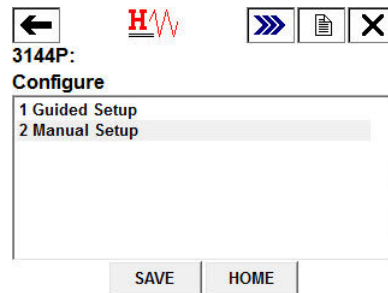 H
3144P:
Configure
1 Guided Setup
2 Manual Setup
SAVE HOME